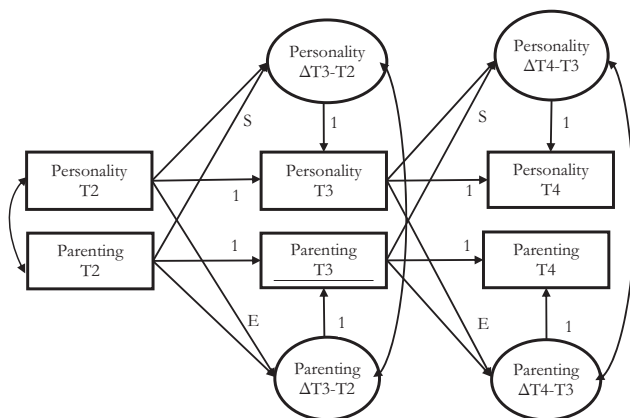 Personality
ΔT3-T2
Personality
ΔT4-T3
S
1
S
1
Personality
T2
1
Personality
T3
1
Personality
T4
Parenting
T2
1
Parenting
T3
1
Parenting
T4
E
1
E
1
Parenting
ΔT3-T2
Parenting
ΔT4-T3